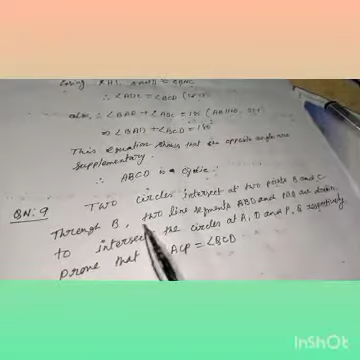 ∴ ∠ADC = ∠BCD
also, ∠BAD + ∠ADC = 180
⇒ ∠BAD + ∠BCD = 180°
This equation shows that the opposite angles are
supplementary.
∴ ABCD is a cyclic.
QN: 9 Two circles intersect at two points B and C
Through B, two line segments ABD and PBQ are drawn
to intersect the circles at A, D and P, Q respectively
prove that ACP = ∠QCD
InShOt